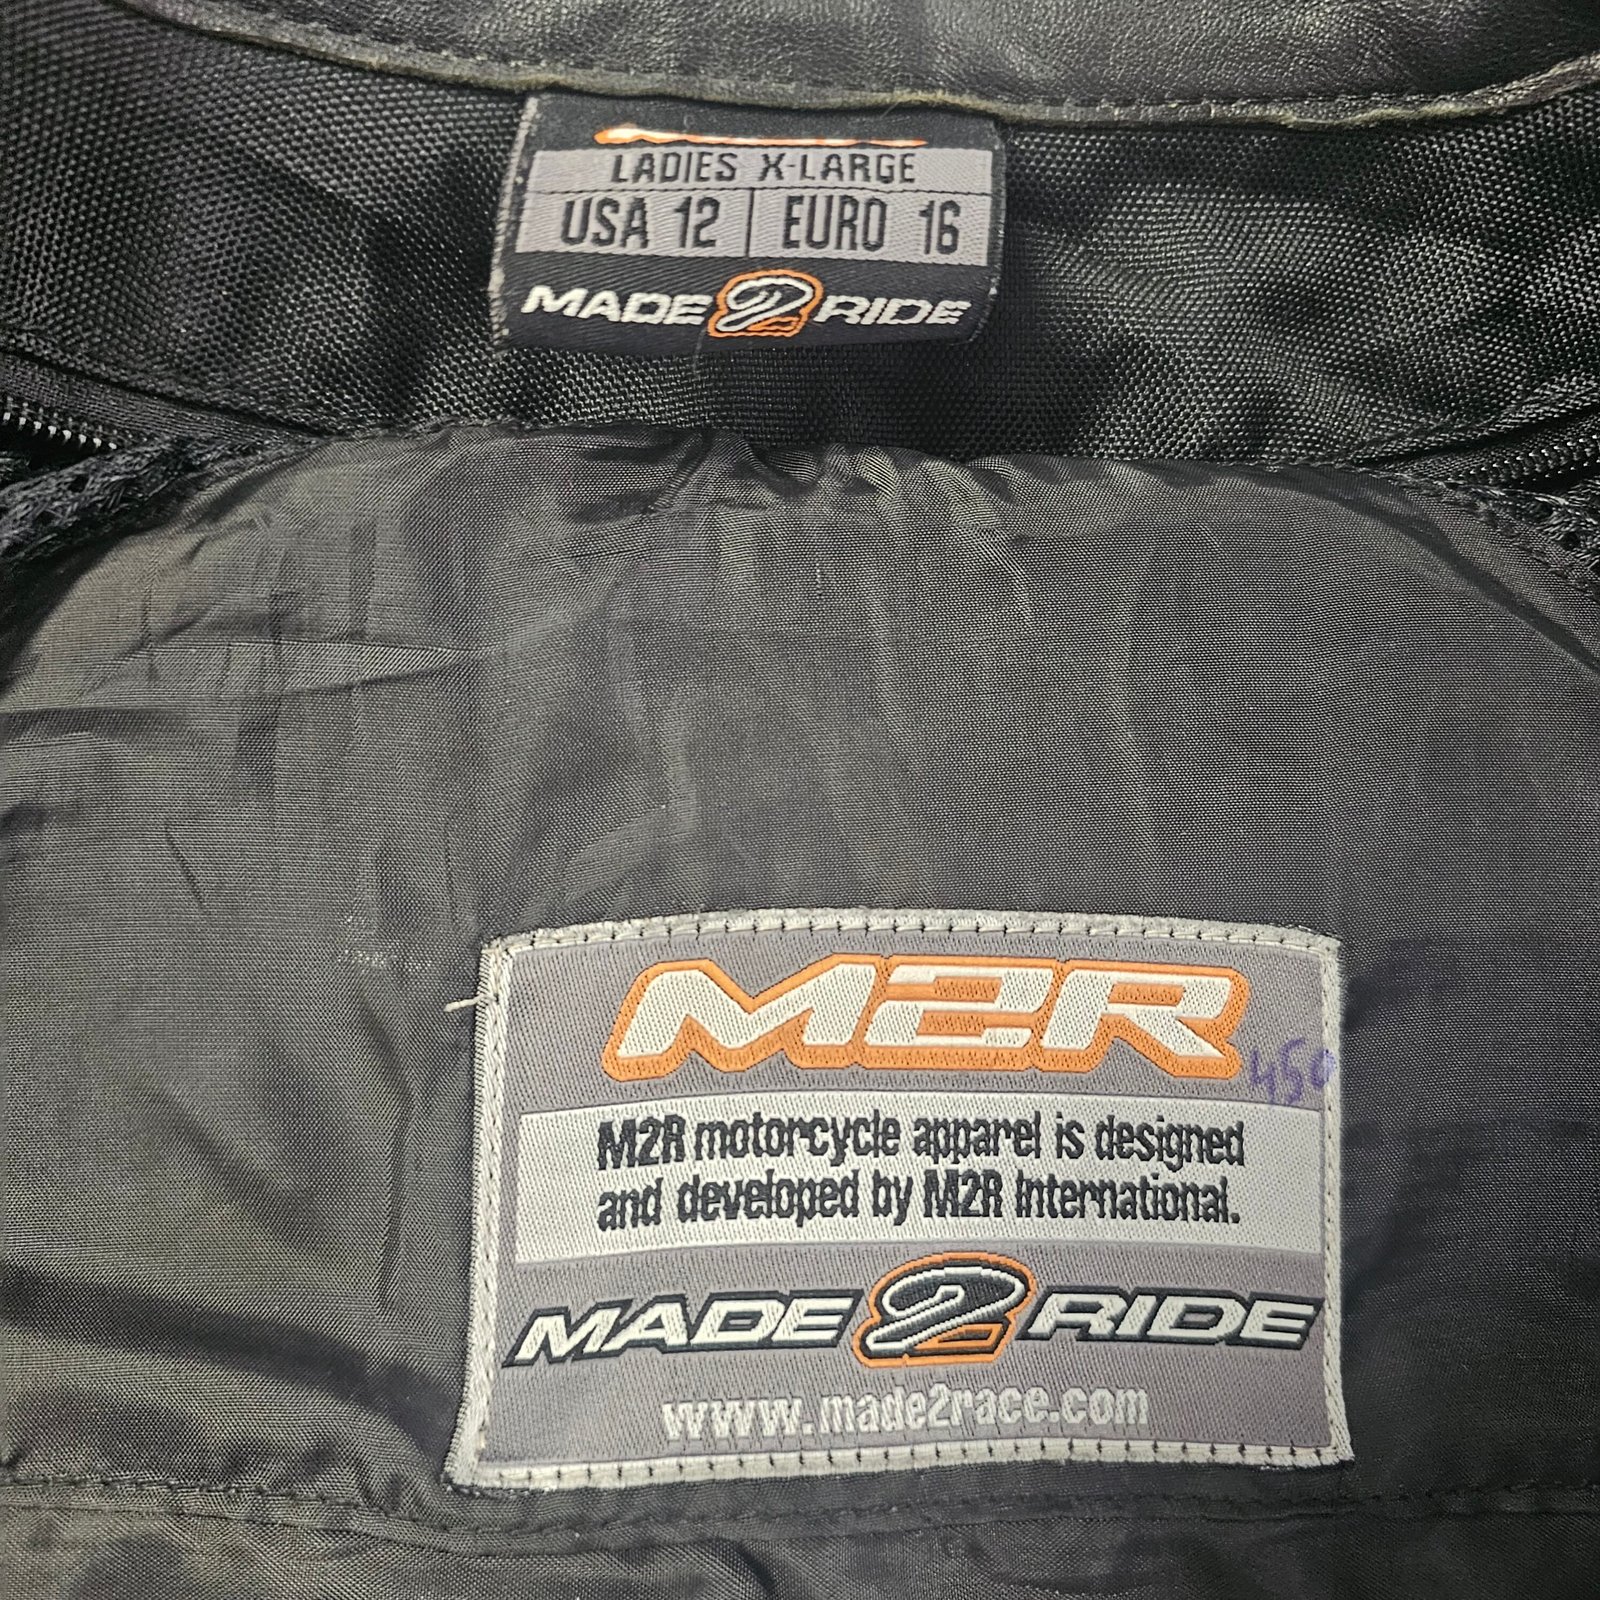 LADIES X-LARGE
USA 12 EURO 16
MADE 2 RIDE
M2R
450
M2R motorcycle apparel is designed
and developed by M2R International.
MADE 2 RIDE
www.made2race.com